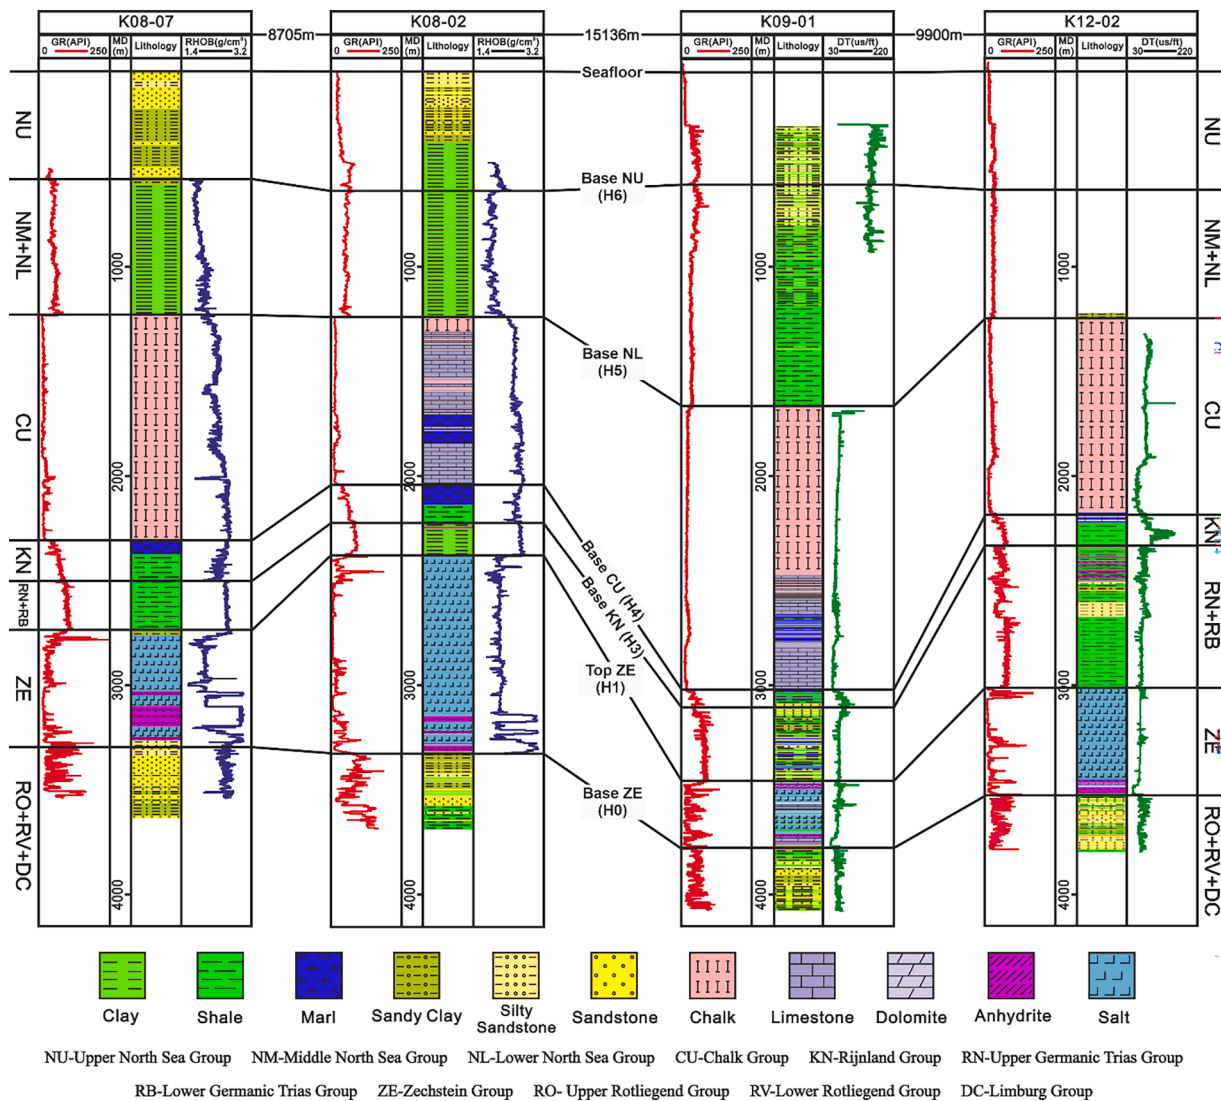 K08-07
K08-02
K09-01
K12-02
8705m
15136m
9900m
GR(API)
0 250
MD
(m)
Lithology
RHOB(g/cm³)
1.4 3.2
GR(API)
0 250
MD
(m)
Lithology
RHOB(g/cm³)
1.4 3.2
GR(API)
0 250
MD
(m)
Lithology
DT(us/ft)
30 220
GR(API)
0 250
MD
(m)
Lithology
DT(us/ft)
30 220
Seafloor
Base NU
(H6)
Base NL
(H5)
Base CU (H4)
Base KN (H3)
Top ZE
(H1)
Base ZE
(H0)
NU
NM+NL
CU
KN
RN+RB
ZE
RO+RV+DC
1000
2000
3000
4000
1000
2000
3000
4000
1000
2000
3000
4000
1000
2000
3000
4000
NU
NM+NL
CU
KN
RN+RB
ZE
RO+RV+DC
Clay
Shale
Marl
Sandy Clay
Silty
Sandstone
Sandstone
Chalk
Limestone
Dolomite
Anhydrite
Salt
NU-Upper North Sea Group NM-Middle North Sea Group NL-Lower North Sea Group CU-Chalk Group KN-Rijnland Group RN-Upper Germanic Trias Group
RB-Lower Germanic Trias Group ZE-Zechstein Group RO- Upper Rotliegend Group RV-Lower Rotliegend Group DC-Limburg Group